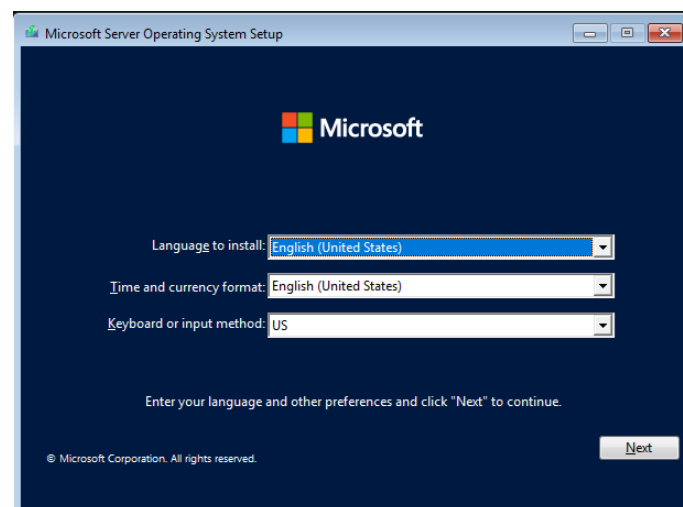 Microsoft Server Operating System Setup
Microsoft
Language to install: English (United States)
Time and currency format: English (United States)
Keyboard or input method: US
Enter your language and other preferences and click "Next" to continue.
Next
© Microsoft Corporation. All rights reserved.